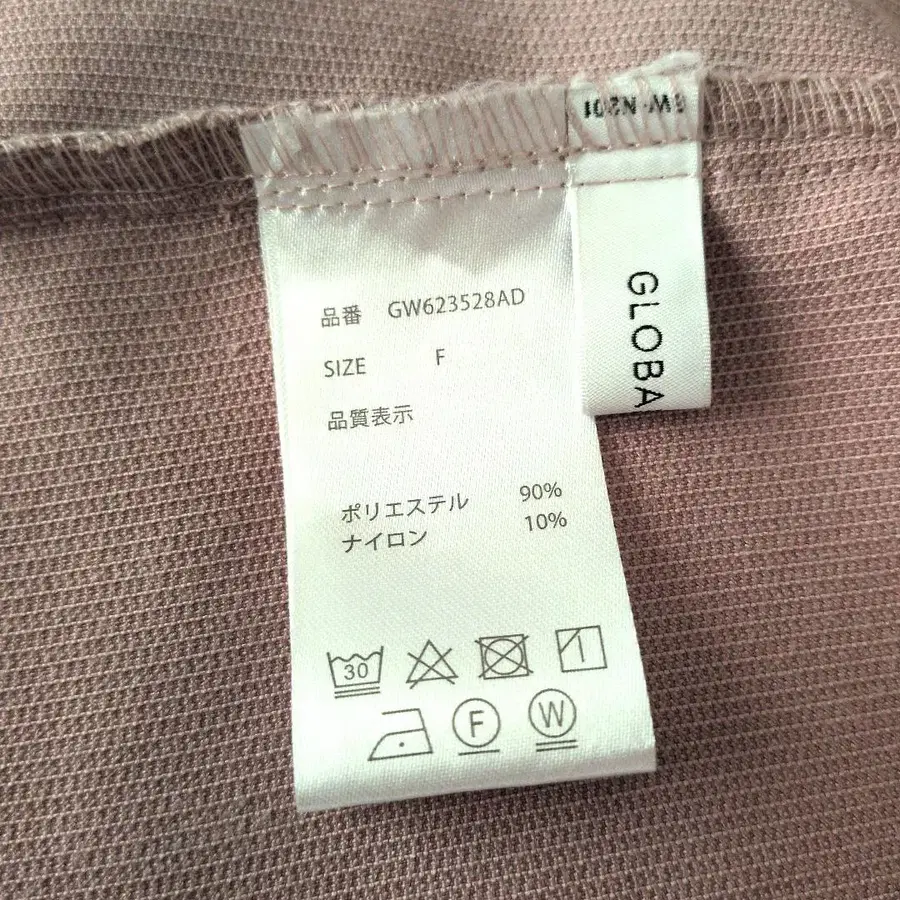 品番 GW623528AD
SIZE F
品質表示
ポリエステル 90%
ナイロン 10%
30
F W
GLOBA